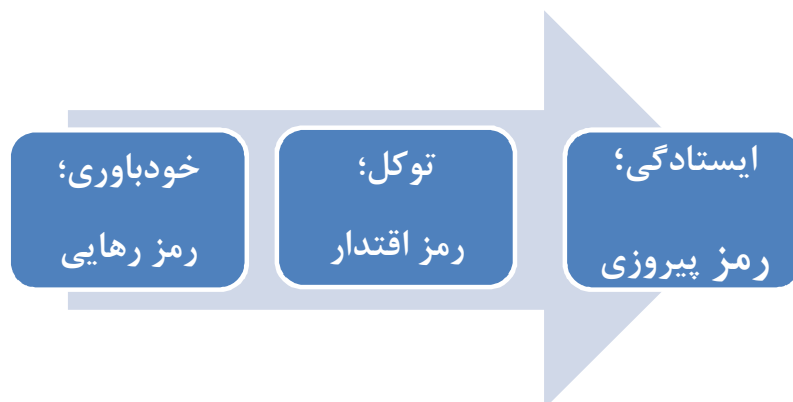 خودباوری؛
رمز رهایی
توکل؛
رمز اقتدار
ایستادگی؛
رمز پیروزی